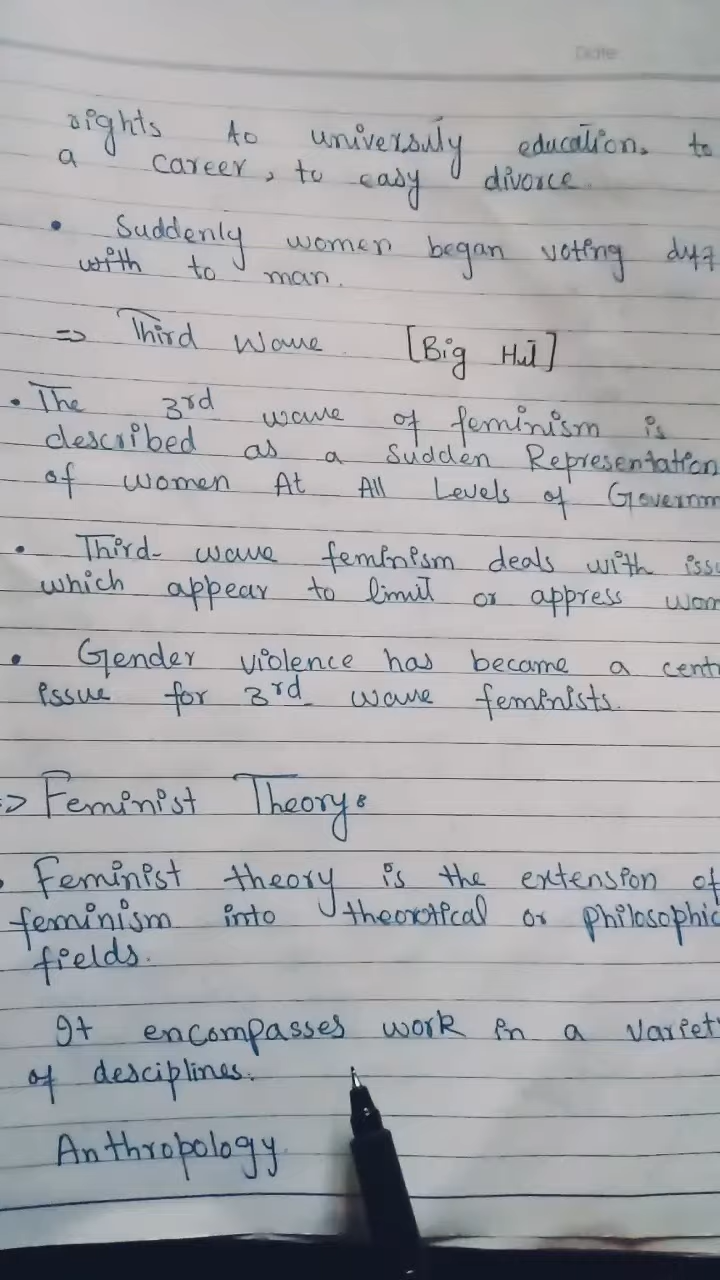 Date
rights to university education, to
a career, to easy divorce.
• Suddenly women began voting
with to man.
=> Third wave. [Big Hut]
• The 3rd wave of feminism is
described as a Sudden Representation
of women At All Levels of Governm
• Third- wave feminism deals with issu
which appear to limit or appress wom
• Gender violence has became a cent
issue for 3rd wave feminists.
=> Feminist Theory:
• Feminist theory is the extension of
feminism into theorotical or philosophic
fields.
It encompasses work in a variet
of desciplines.
Anthropology